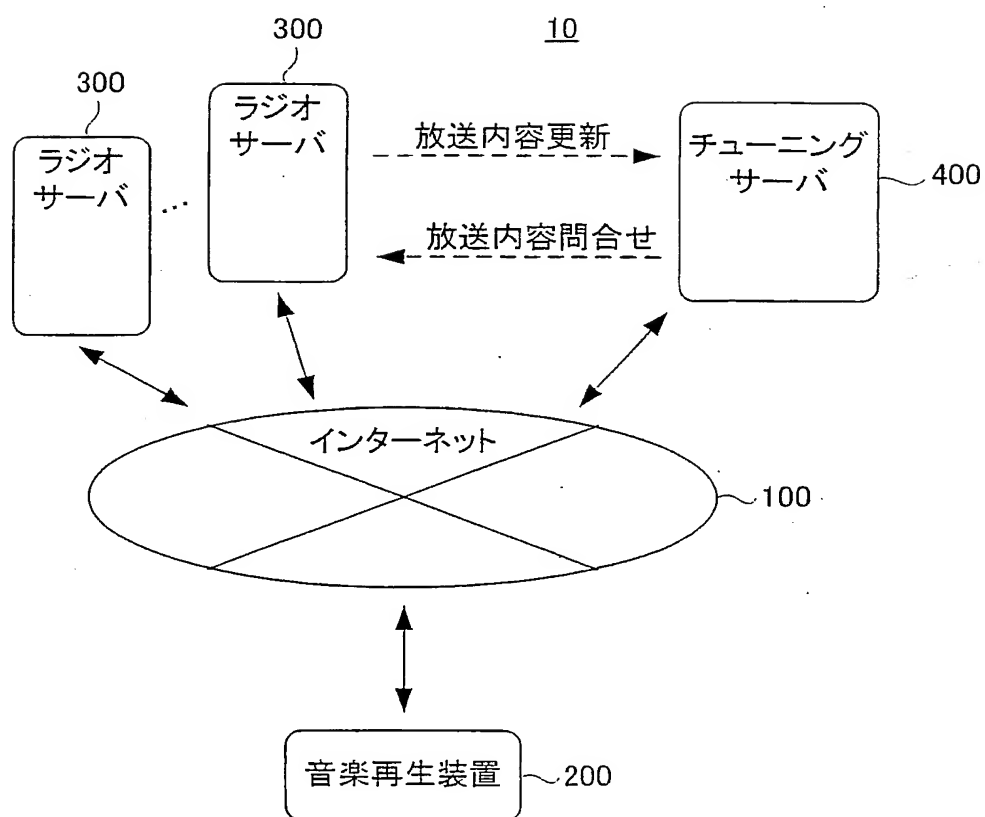 10
300
ラジオ
サーバ
300
ラジオ
サーバ
...
放送内容更新
放送内容問合せ
チューニング
サーバ
400
インターネット
100
音楽再生装置
200